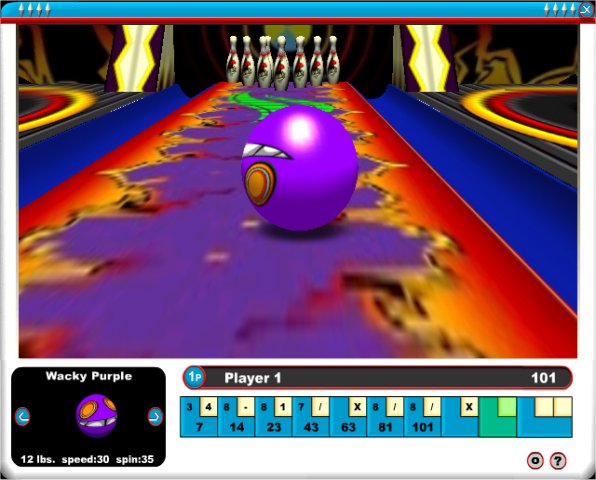 Wacky Purple
12 lbs. speed:30 spin:35
1P Player 1 101
3 4 8 - 8 1 7 / X 8 / 8 / X
7 14 23 43 63 81 101
?